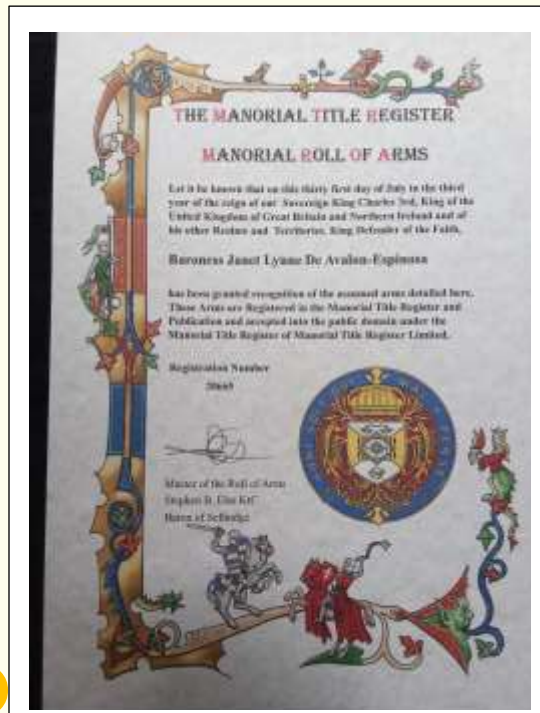 THE MANORIAL TITLE REGISTER
MANORIAL ROLL OF ARMS
Let it be known that on this thirty first day of July in the third
year of the reign of our Sovereign King Charles 3rd, King of the
United Kingdom of Great Britain and Northern Ireland and of
his other Realms and Territories, King Defender of the Faith,
Baroness Janet Lynne De Avalon-Espinosa
has been granted recognition of the assumed arms detailed here.
These Arms are Registered in the Manorial Title Register and
Publication and accepted into the public domain under the
Manorial Title Register of Manorial Title Register Limited.
Registration Number
Master of the Roll of Arms
Stephen B.
Baron of